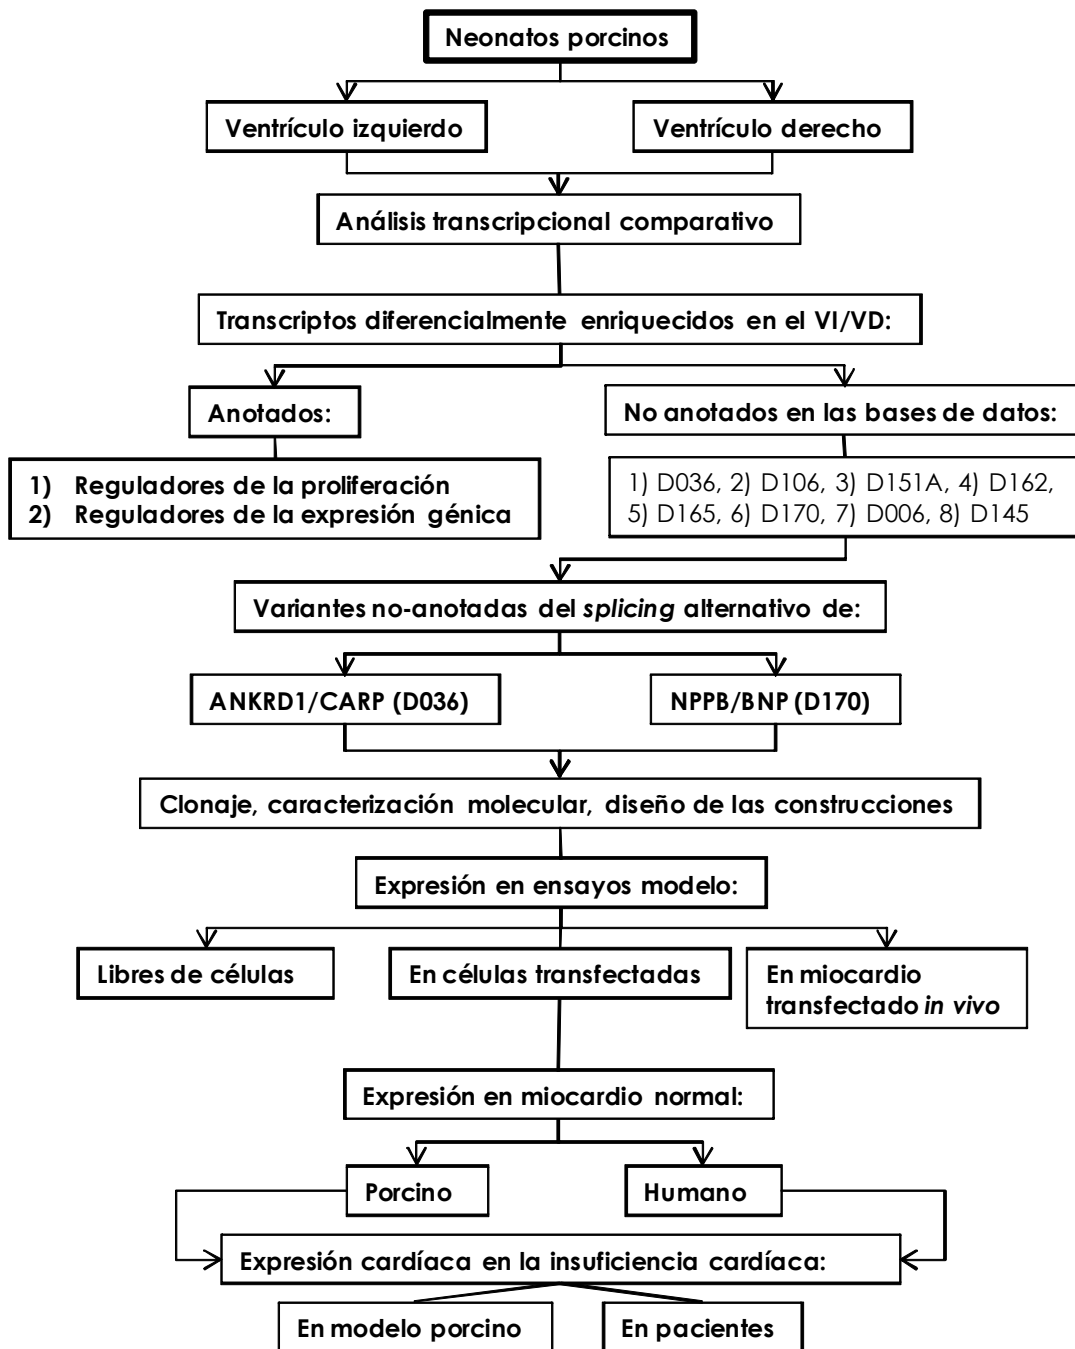 Neonatos porcinos
Ventrículo izquierdo
Ventrículo derecho
Análisis transcripcional comparativo
Transcriptos diferencialmente enriquecidos en el VI/VD:
Anotados:
No anotados en las bases de datos:
1) Reguladores de la proliferación
2) Reguladores de la expresión génica
1) D036, 2) D106, 3) D151A, 4) D162,
5) D165, 6) D170, 7) D006, 8) D145
Variantes no-anotadas del splicing alternativo de:
ANKRD1/CARP (D036)
NPPB/BNP (D170)
Clonaje, caracterización molecular, diseño de las construcciones
Expresión en ensayos modelo:
Libres de células
En células transfectadas
En miocardio
transfectado in vivo
Expresión en miocardio normal:
Porcino
Humano
Expresión cardíaca en la insuficiencia cardíaca:
En modelo porcino
En pacientes